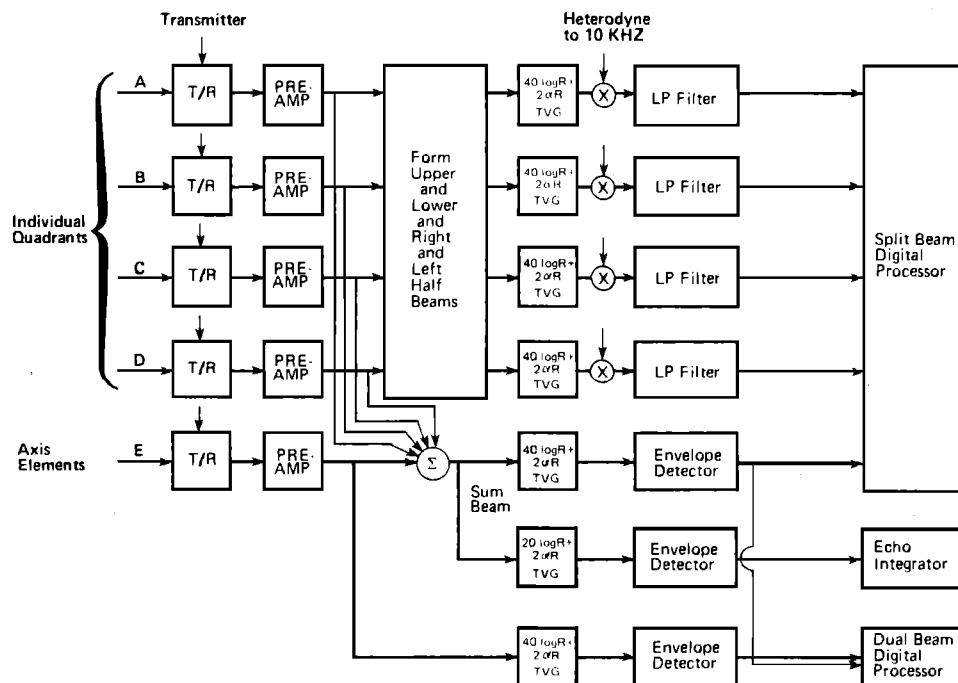 Transmitter
Heterodyne
to 10 KHZ
A
T/R
PRE-
AMP
40 logR+
2αR
TVG
X
LP Filter
B
T/R
PRE-
AMP
40 logR+
2αR
TVG
X
LP Filter
Individual
Quadrants
Form
Upper
and
Lower
and
Right
and
Left
Half
Beams
Split Beam
Digital
Processor
C
T/R
PRE-
AMP
40 logR+
2αR
TVG
X
LP Filter
D
T/R
PRE-
AMP
40 logR+
2αR
TVG
X
LP Filter
Axis
Elements
E
T/R
PRE-
AMP
Σ
Sum
Beam
40 logR+
2αR
TVG
Envelope
Detector
20 logR+
2αR
TVG
Envelope
Detector
Echo
Integrator
40 logR+
2αR
TVG
Envelope
Detector
Dual Beam
Digital
Processor